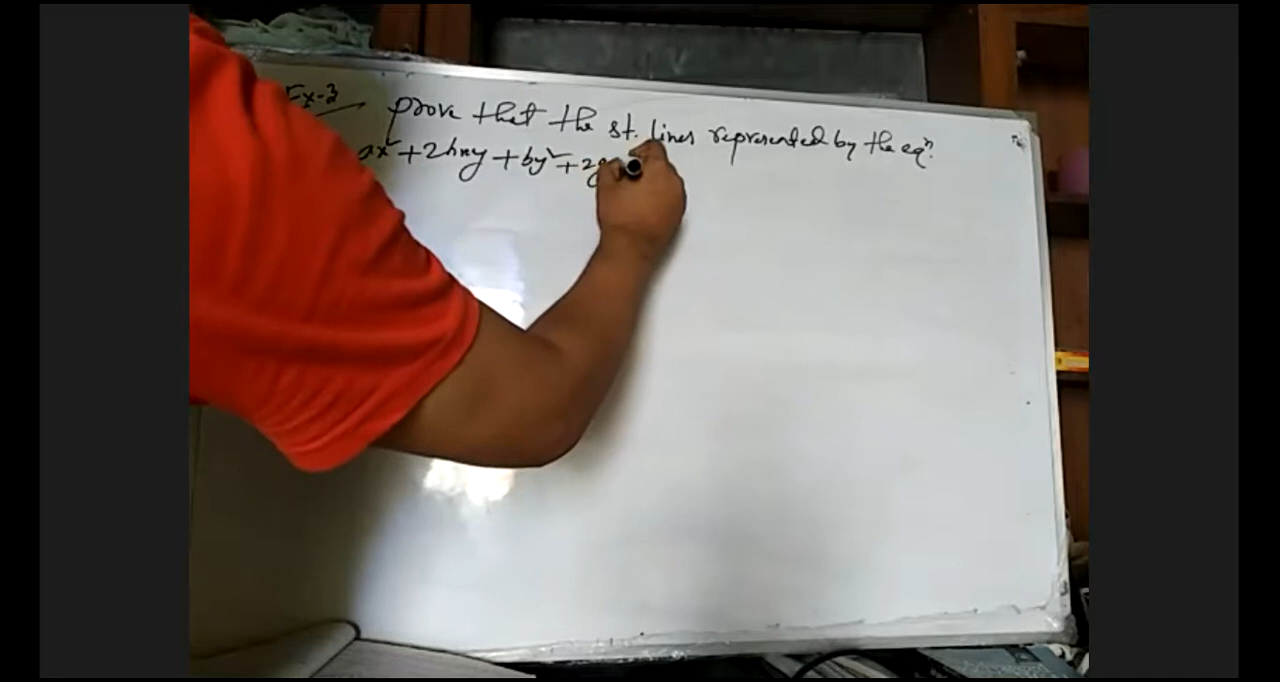 Ex-3 prove that the st. lines represented by the eqⁿ.
ax²+2hxy+by²+2g